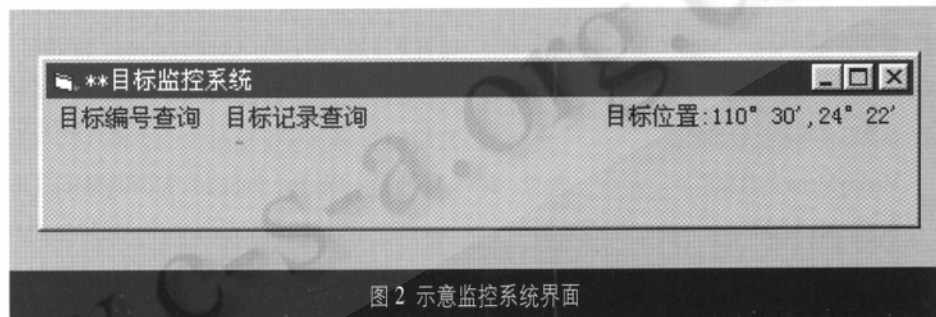 **目标监控系统
目标编号查询 目标记录查询 目标位置:110° 30′,24° 22′
图 2 示意监控系统界面
c-s-a.org.c